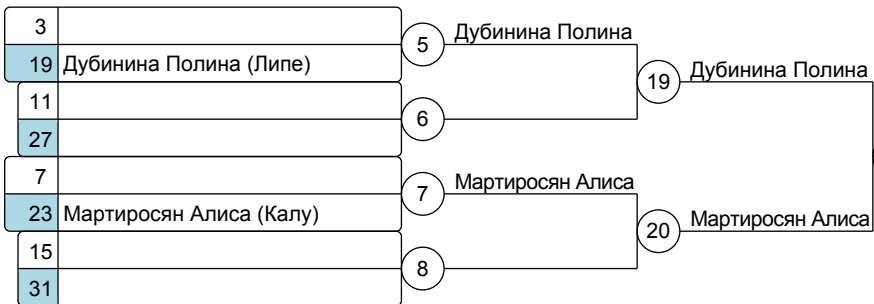 3
5 Дубинина Полина
19 Дубинина Полина (Липе)
19 Дубинина Полина
11
6
27
7
7 Мартиросян Алиса
23 Мартиросян Алиса (Калу)
20 Мартиросян Алиса
15
8
31